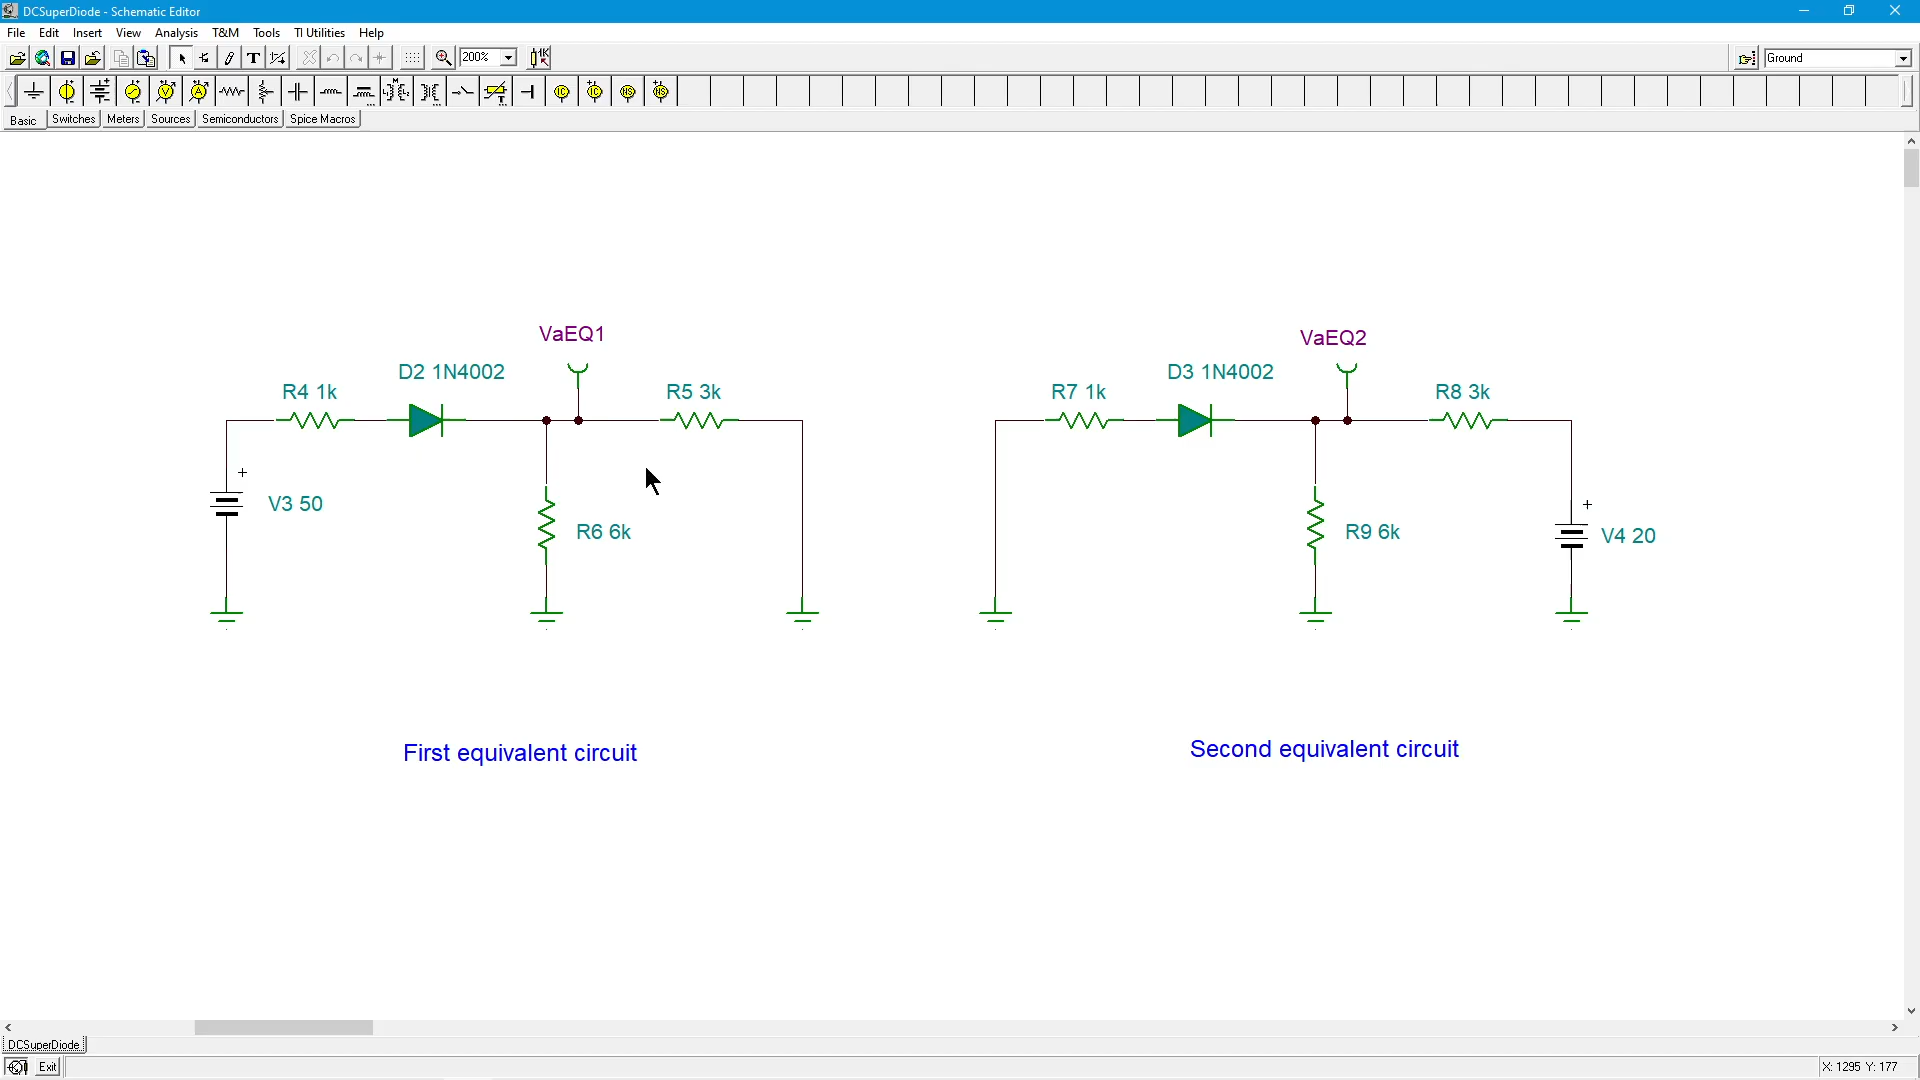 DCSuperDiode - Schematic Editor
File Edit Insert View Analysis T&M Tools TI Utilities Help
200% 1K Ground
Basic Switches Meters Sources Semiconductors Spice Macros
VaEQ1 VaEQ2
D2 1N4002 D3 1N4002
R4 1k R5 3k R7 1k R8 3k
+
V3 50
+
R6 6k R9 6k V4 20
First equivalent circuit Second equivalent circuit
DCSuperDiode
Exit X: 1295 Y: 177